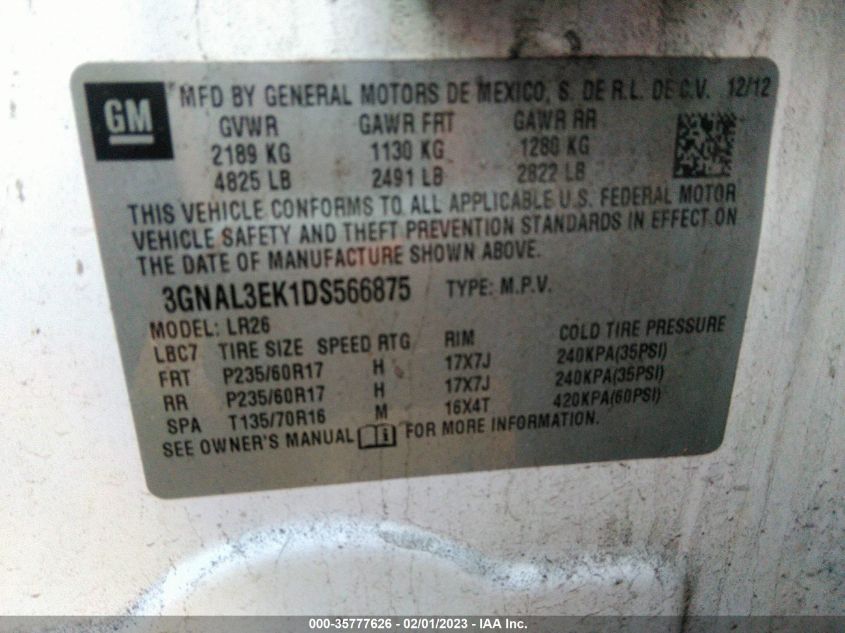 GM MFD BY GENERAL MOTORS DE MEXICO, S. DE R.L. DE C.V. 12/12
GVWR GAWR FRT GAWR RR
2189 KG 1130 KG 1280 KG
4825 LB 2491 LB 2822 LB
THIS VEHICLE CONFORMS TO ALL APPLICABLE U.S. FEDERAL MOTOR
VEHICLE SAFETY AND THEFT PREVENTION STANDARDS IN EFFECT ON
THE DATE OF MANUFACTURE SHOWN ABOVE.
3GNAL3EK1DS566875 TYPE: M.P.V.
MODEL: LR26
LBC7 TIRE SIZE SPEED RTG RIM COLD TIRE PRESSURE
FRT P235/60R17 H 17X7J 240KPA(35PSI)
RR P235/60R17 H 17X7J 240KPA(35PSI)
SPA T135/70R16 M 16X4T 420KPA(60PSI)
SEE OWNER'S MANUAL FOR MORE INFORMATION.
000-35777626 - 02/01/2023 - IAA Inc.